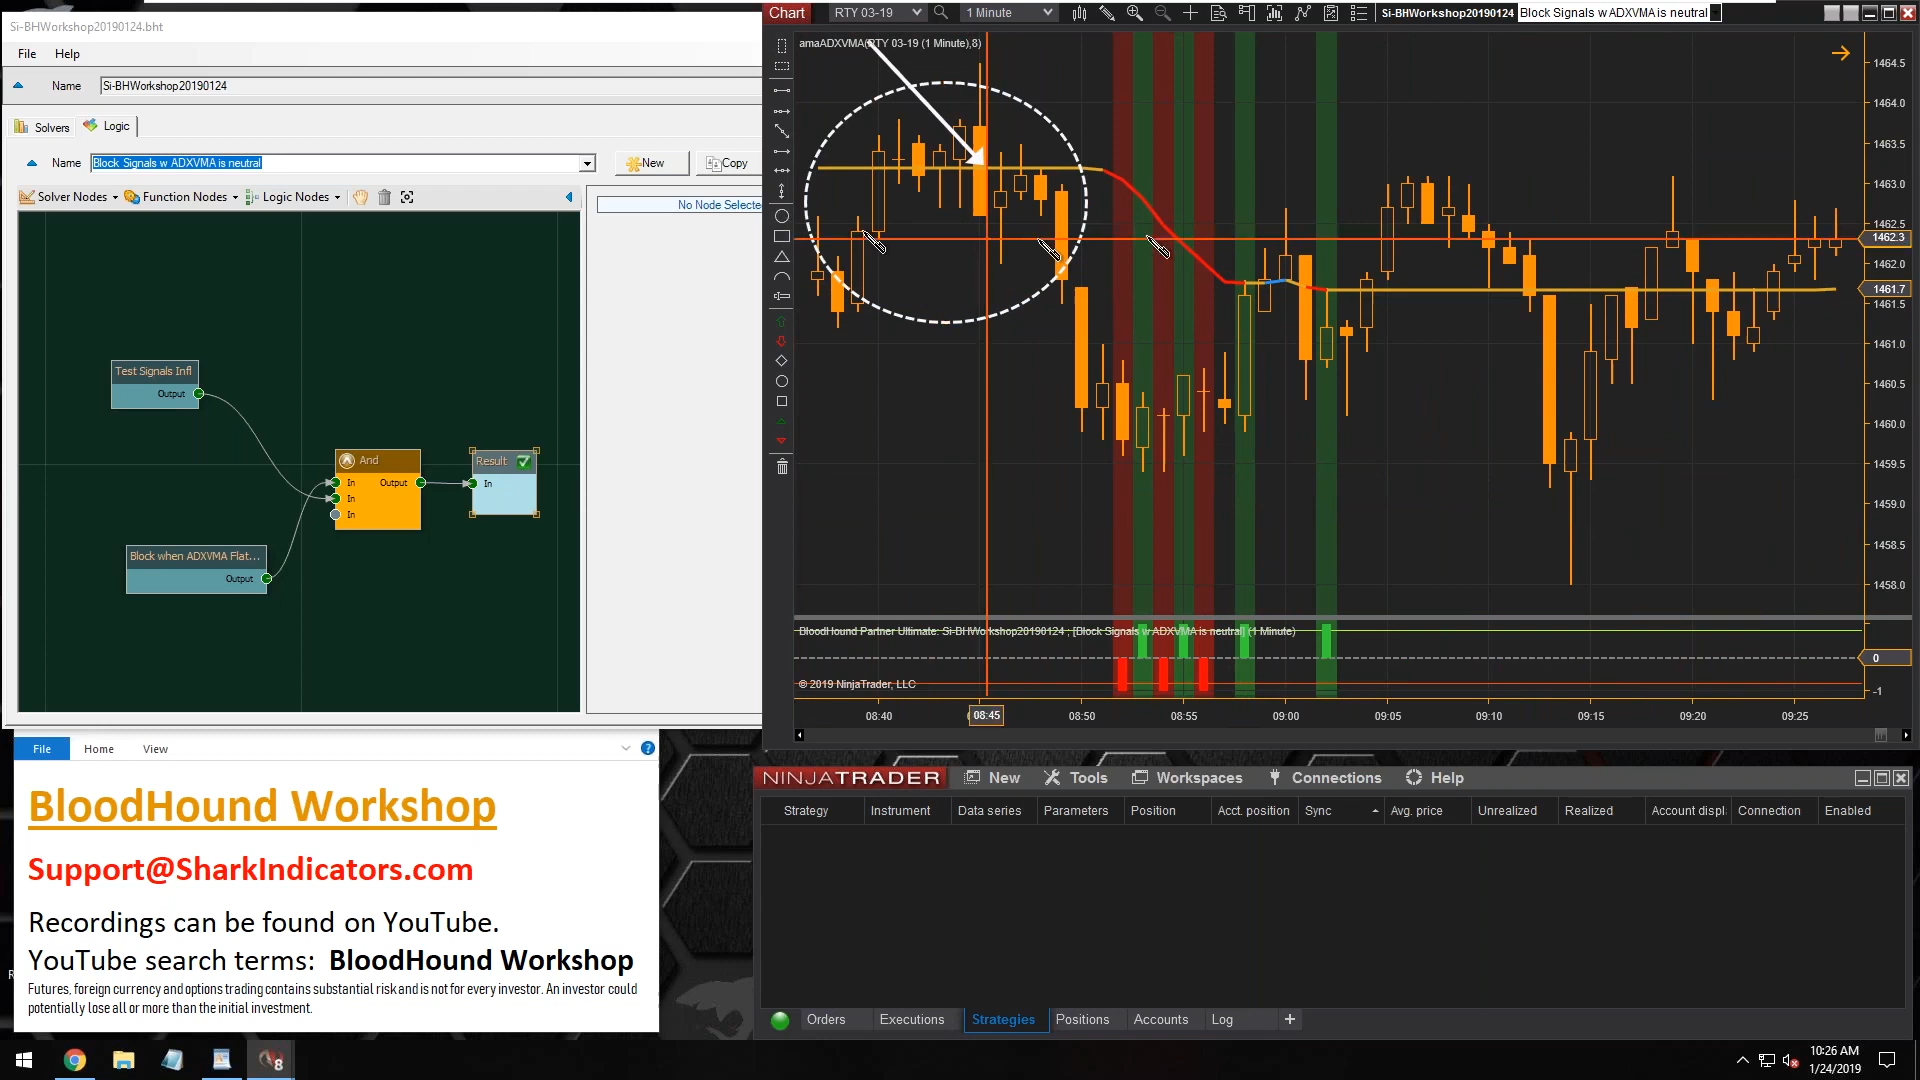 Si-BHWorkshop20190124.bht
File Help
Name Si-BHWorkshop20190124
Solvers Logic
Name Block Signals w ADXVMA is neutral New Copy
Solver Nodes Function Nodes Logic Nodes
No Node Selecte
Test Signals Infl
Output
And
In Output
In
In
Result
In
Block when ADXVMA Flat...
Output
Chart RTY 03-19 1 Minute Si-BHWorkshop20190124 Block Signals w ADXVMA is neutral
amaADXVMA(RTY 03-19 (1 Minute),8)
1464.5
1464.0
1463.5
1463.0
1462.5
1462.3
1462.0
1461.7
1461.5
1461.0
1460.5
1460.0
1459.5
1459.0
1458.5
1458.0
BloodHound Partner Ultimate: Si-BHWorkshop20190124 ; [Block Signals w ADXVMA is neutral] (1 Minute)
0
© 2019 NinjaTrader, LLC
-1
08:40 08:45 08:50 08:55 09:00 09:05 09:10 09:15 09:20 09:25
File Home View
BloodHound Workshop
Support@SharkIndicators.com
Recordings can be found on YouTube.
YouTube search terms: BloodHound Workshop
Futures, foreign currency and options trading contains substantial risk and is not for every investor. An investor could
potentially lose all or more than the initial investment.
NINJATRADER New Tools Workspaces Connections Help
Strategy Instrument Data series Parameters Position Acct. position Sync Avg. price Unrealized Realized Account displ Connection Enabled
Orders Executions Strategies Positions Accounts Log +
8
10:26 AM
1/24/2019